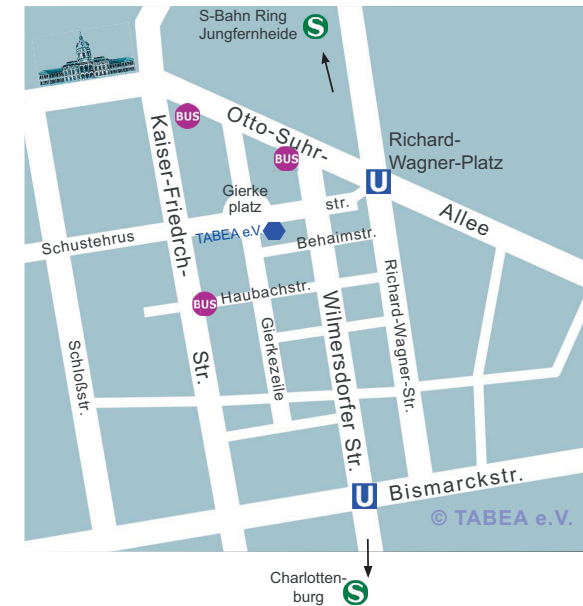 S-Bahn Ring
Jungfernheide
S
BUS
Otto-Suhr-
Allee
BUS
Richard-
Wagner-Platz
U
Kaiser-Friedrch-
Str.
Gierke
platz
str.
Schustehrus
TABEA e.V.
Behaimstr.
BUS
Haubachstr.
Schloßstr.
Gierkezeile
Wilmersdorfer Str.
Richard-Wagner-Str.
U
Bismarckstr.
© TABEA e.V.
Charlotten-
burg
S